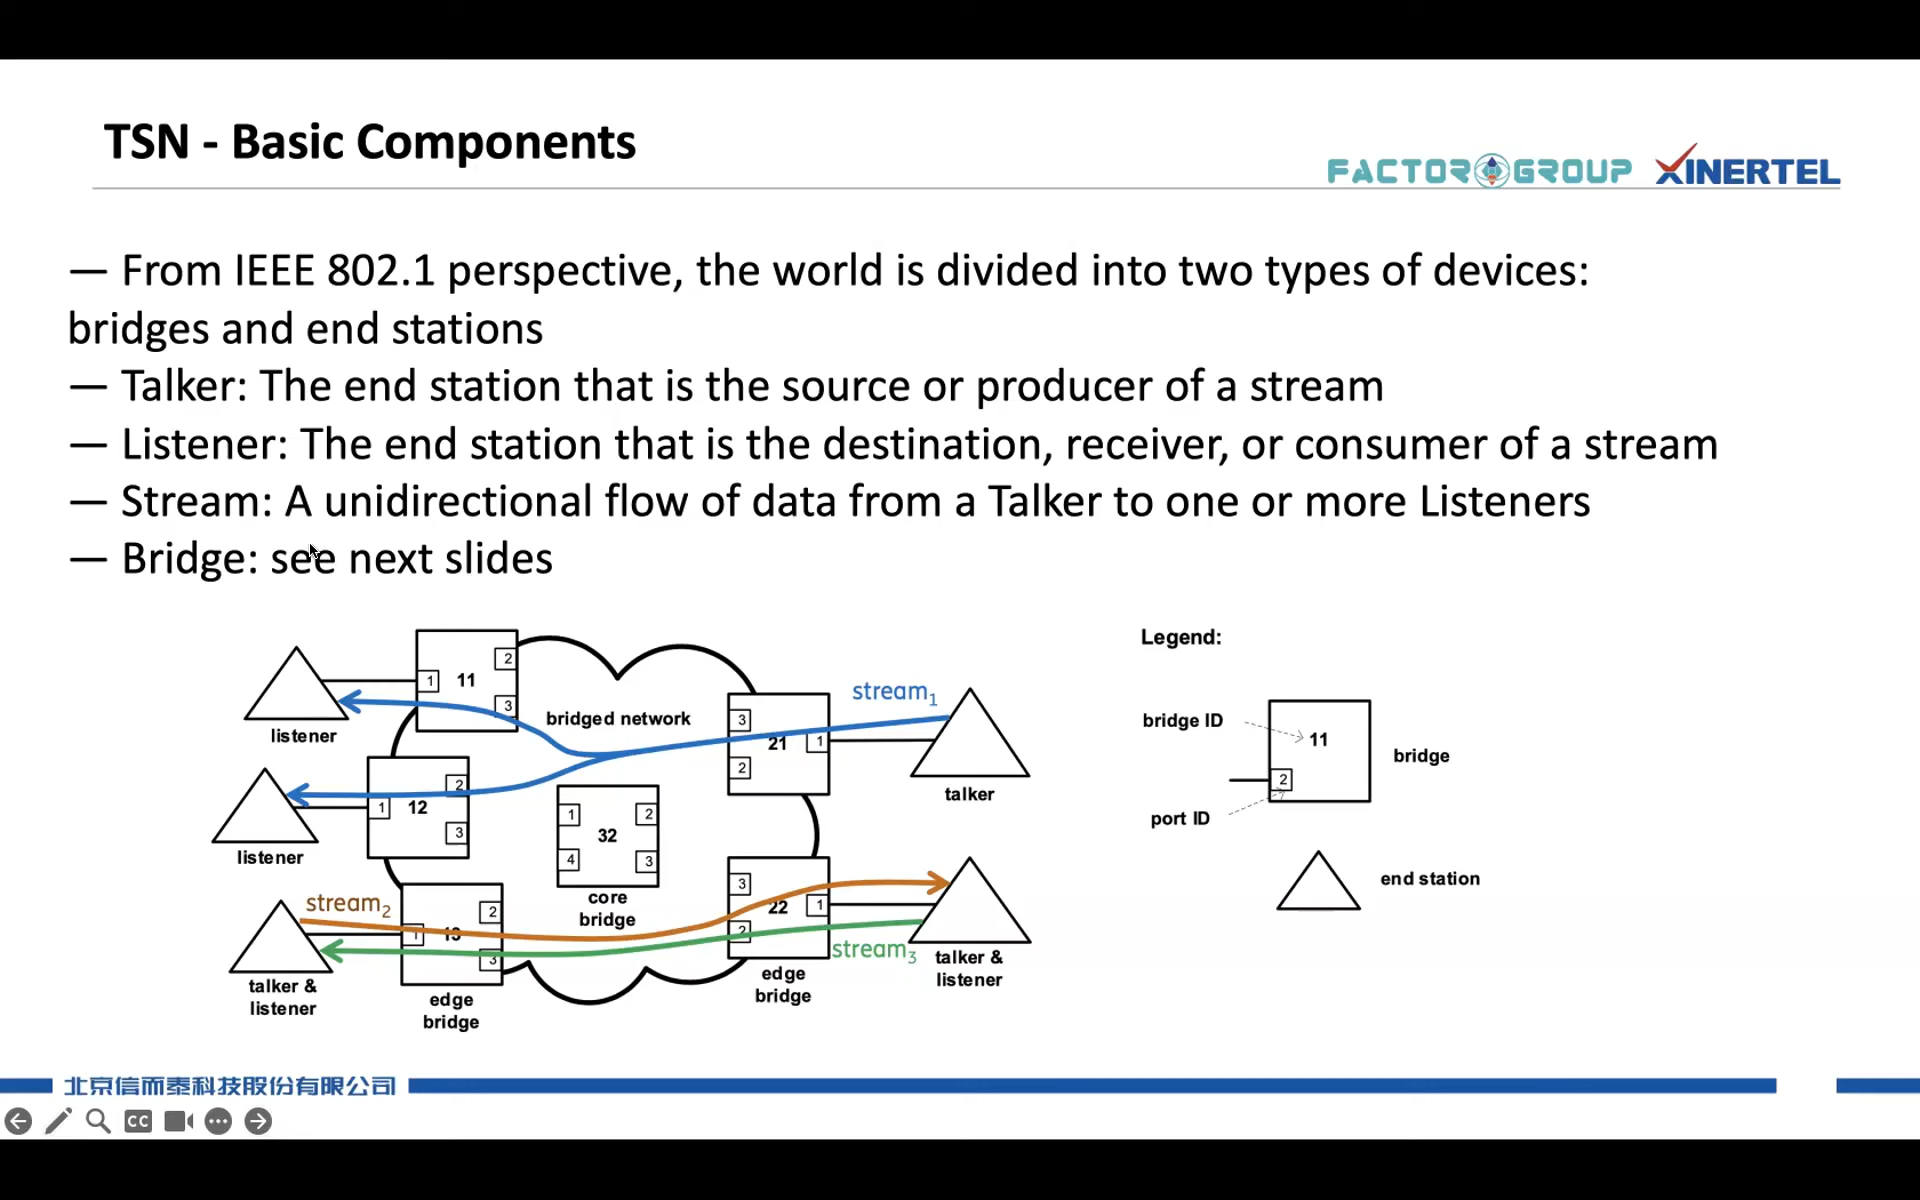 TSN - Basic Components
FACTOR GROUP XINERTEL
— From IEEE 802.1 perspective, the world is divided into two types of devices:
bridges and end stations
— Talker: The end station that is the source or producer of a stream
— Listener: The end station that is the destination, receiver, or consumer of a stream
— Stream: A unidirectional flow of data from a Talker to one or more Listeners
— Bridge: see next slides
listener
1 11 2 3
bridged network
3 21 1 2
stream1
talker
listener
1 12 2 3
1 2 32 4 3
core
bridge
stream2
1 13 2 3
talker &
listener
edge
bridge
3 22 1 2
edge
bridge
stream3
talker &
listener
Legend:
bridge ID
11
2
port ID
bridge
end station
北京信而泰科技股份有限公司
CC